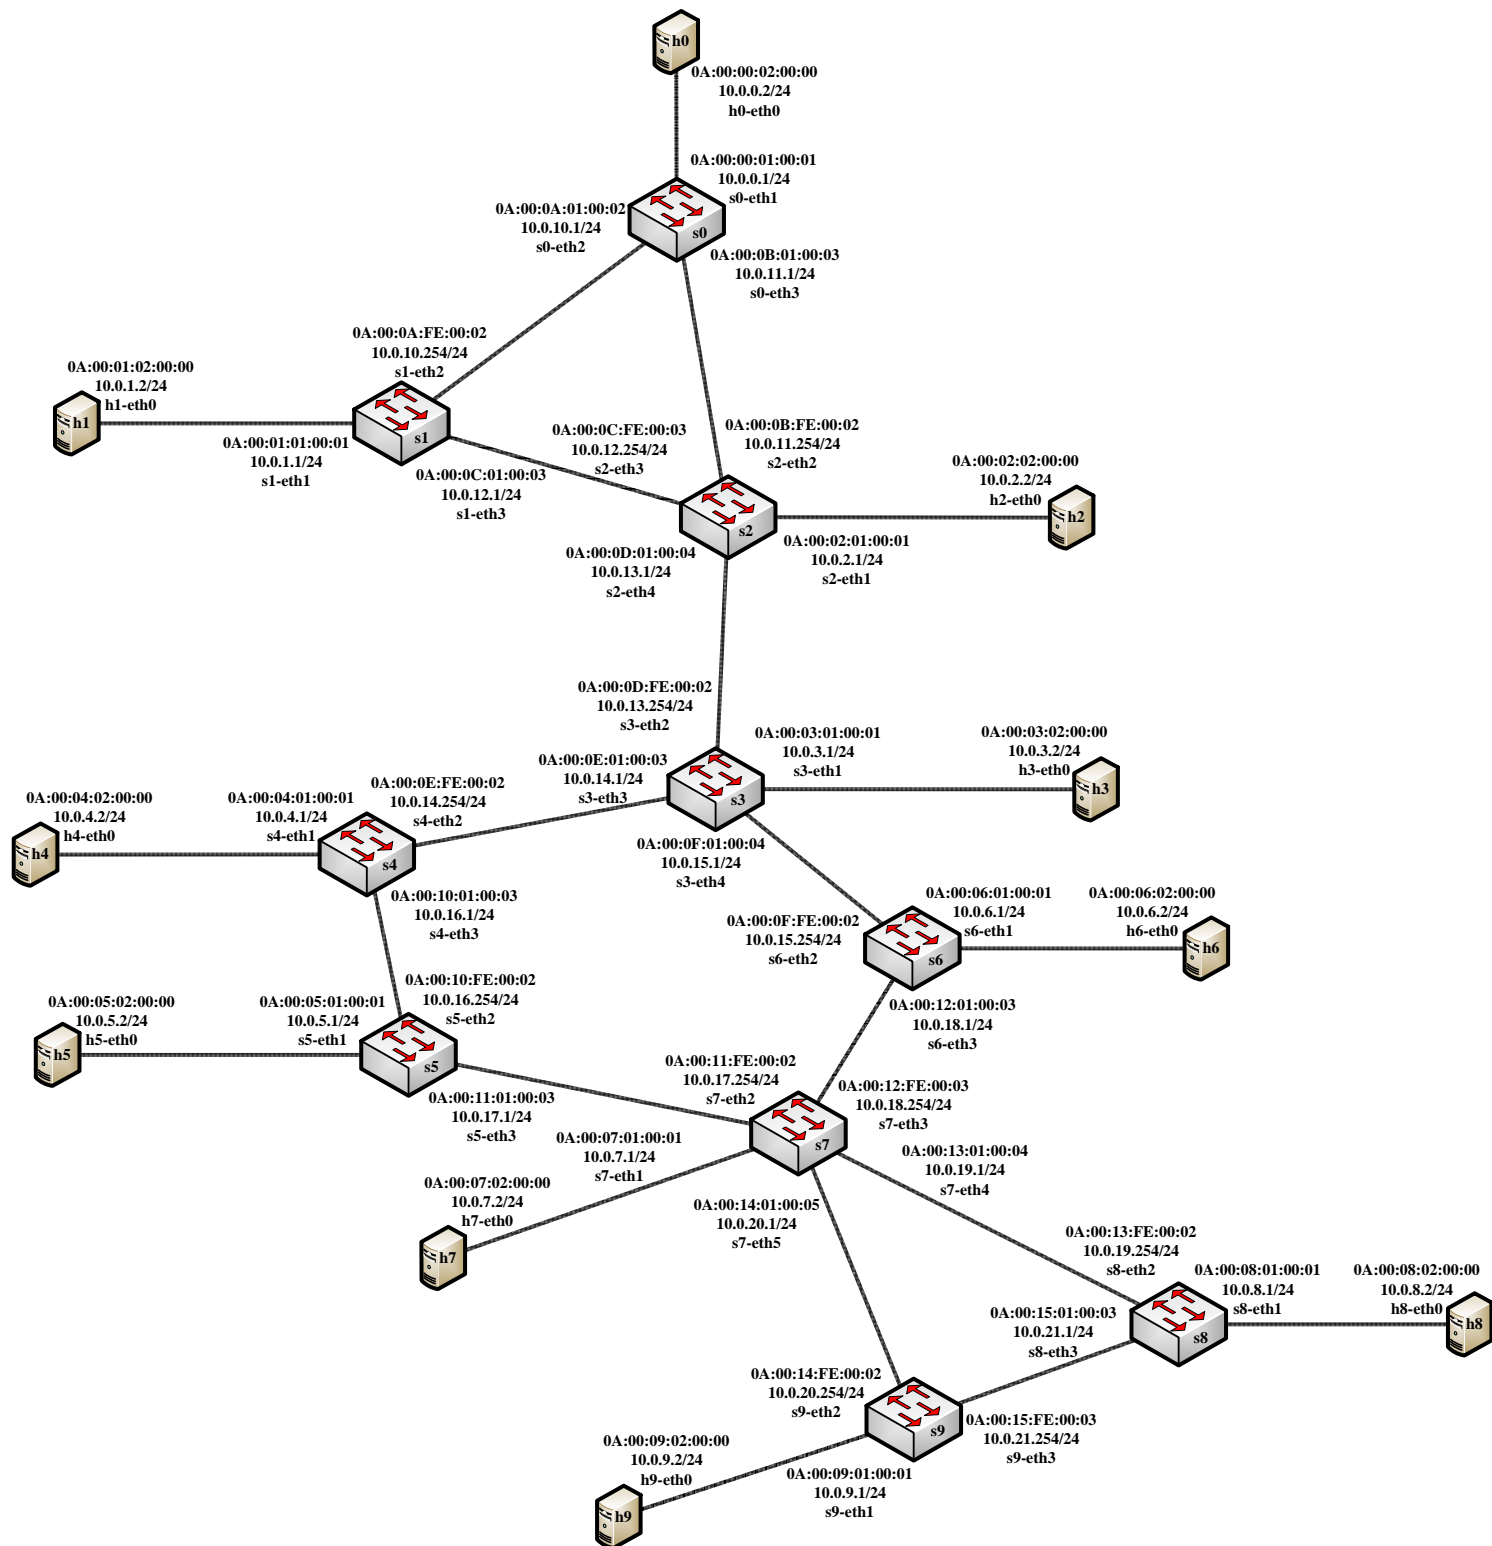 h0
0A:00:00:02:00:00
10.0.0.2/24
h0-eth0
0A:00:00:01:00:01
10.0.0.1/24
s0-eth1
0A:00:0A:01:00:02
10.0.10.1/24
s0-eth2
s0
0A:00:0B:01:00:03
10.0.11.1/24
s0-eth3
0A:00:0A:FE:00:02
10.0.10.254/24
s1-eth2
0A:00:01:02:00:00
10.0.1.2/24
h1-eth0
h1
s1
0A:00:01:01:00:01
10.0.1.1/24
s1-eth1
0A:00:0C:01:00:03
10.0.12.1/24
s1-eth3
0A:00:0C:FE:00:03
10.0.12.254/24
s2-eth3
0A:00:0B:FE:00:02
10.0.11.254/24
s2-eth2
0A:00:02:02:00:00
10.0.2.2/24
h2-eth0
h2
s2
0A:00:02:01:00:01
10.0.2.1/24
s2-eth1
0A:00:0D:01:00:04
10.0.13.1/24
s2-eth4
0A:00:0D:FE:00:02
10.0.13.254/24
s3-eth2
0A:00:03:01:00:01
10.0.3.1/24
s3-eth1
0A:00:03:02:00:00
10.0.3.2/24
h3-eth0
h3
s3
0A:00:0E:01:00:03
10.0.14.1/24
s3-eth3
0A:00:0E:FE:00:02
10.0.14.254/24
s4-eth2
0A:00:04:01:00:01
10.0.4.1/24
s4-eth1
0A:00:04:02:00:00
10.0.4.2/24
h4-eth0
h4
s4
0A:00:0F:01:00:04
10.0.15.1/24
s3-eth4
0A:00:10:01:00:03
10.0.16.1/24
s4-eth3
0A:00:0F:FE:00:02
10.0.15.254/24
s6-eth2
0A:00:06:01:00:01
10.0.6.1/24
s6-eth1
0A:00:06:02:00:00
10.0.6.2/24
h6-eth0
h6
s6
0A:00:12:01:00:03
10.0.18.1/24
s6-eth3
0A:00:10:FE:00:02
10.0.16.254/24
s5-eth2
0A:00:05:01:00:01
10.0.5.1/24
s5-eth1
0A:00:05:02:00:00
10.0.5.2/24
h5-eth0
h5
s5
0A:00:11:01:00:03
10.0.17.1/24
s5-eth3
0A:00:11:FE:00:02
10.0.17.254/24
s7-eth2
0A:00:12:FE:00:03
10.0.18.254/24
s7-eth3
s7
0A:00:07:01:00:01
10.0.7.1/24
s7-eth1
0A:00:13:01:00:04
10.0.19.1/24
s7-eth4
0A:00:07:02:00:00
10.0.7.2/24
h7-eth0
h7
0A:00:14:01:00:05
10.0.20.1/24
s7-eth5
0A:00:13:FE:00:02
10.0.19.254/24
s8-eth2
0A:00:08:01:00:01
10.0.8.1/24
s8-eth1
0A:00:08:02:00:00
10.0.8.2/24
h8-eth0
h8
s8
0A:00:15:01:00:03
10.0.21.1/24
s8-eth3
0A:00:14:FE:00:02
10.0.20.254/24
s9-eth2
s9
0A:00:15:FE:00:03
10.0.21.254/24
s9-eth3
0A:00:09:02:00:00
10.0.9.2/24
h9-eth0
0A:00:09:01:00:01
10.0.9.1/24
s9-eth1
h9